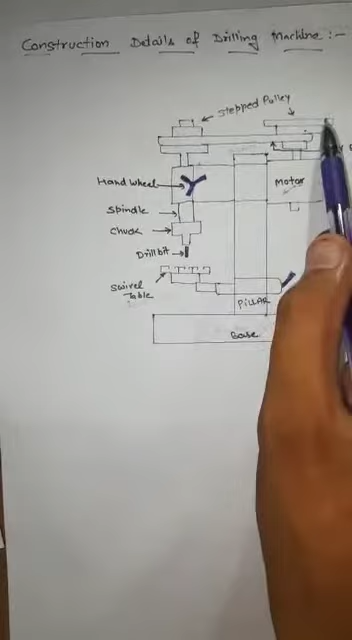 Construction Details of Drilling Machine :-
Stepped Pulley
Hand wheel
Motor
Spindle
Chuck
Drill bit
Swivel
Table
PILLAR
Base